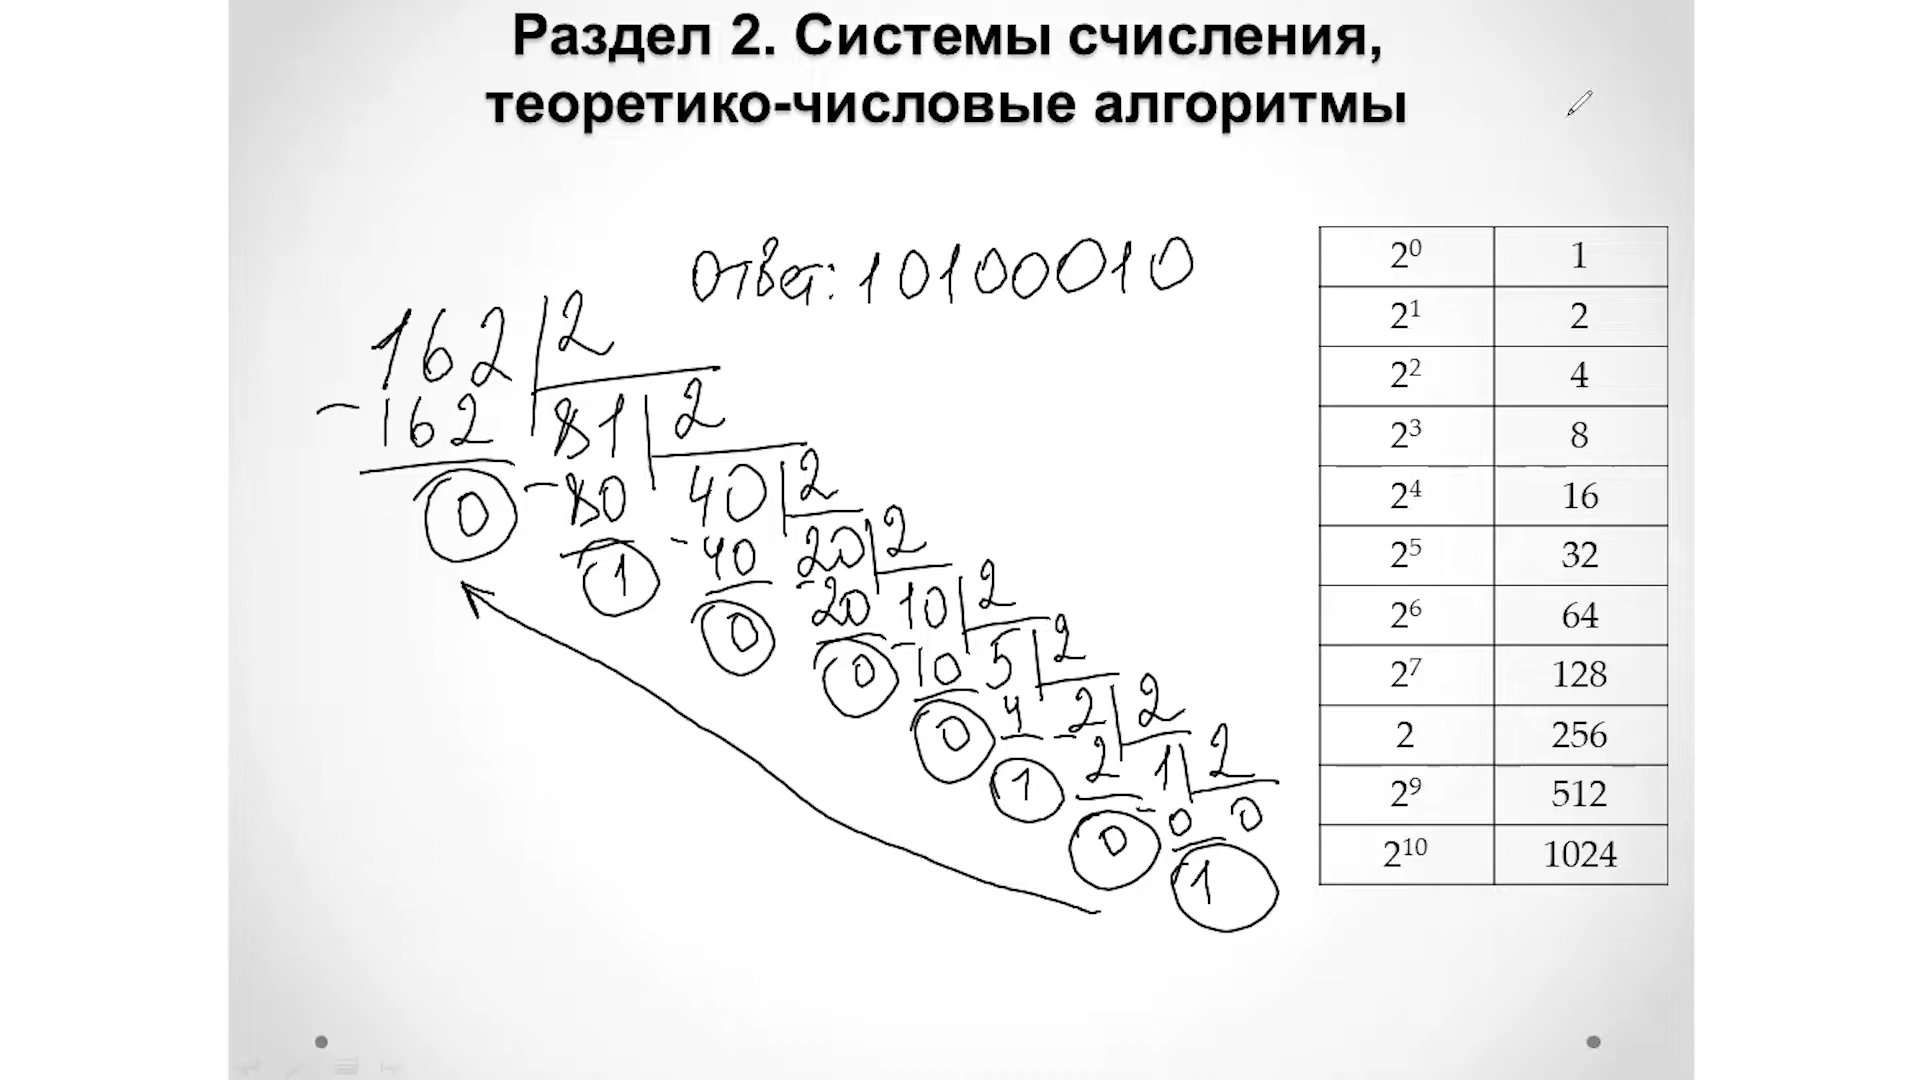 Раздел 2. Системы счисления,
теоретико-числовые алгоритмы
Ответ: 10100010
162 2
- 162 81 2
0 - 80 40 2
1 - 40 20 2
0 - 20 10 2
0 - 10 5 2
0 4 - 2 2
1 2 1 2
0 - 0 0
1
2⁰ 1
2¹ 2
2² 4
2³ 8
2⁴ 16
2⁵ 32
2⁶ 64
2⁷ 128
2 256
2⁹ 512
2¹⁰ 1024